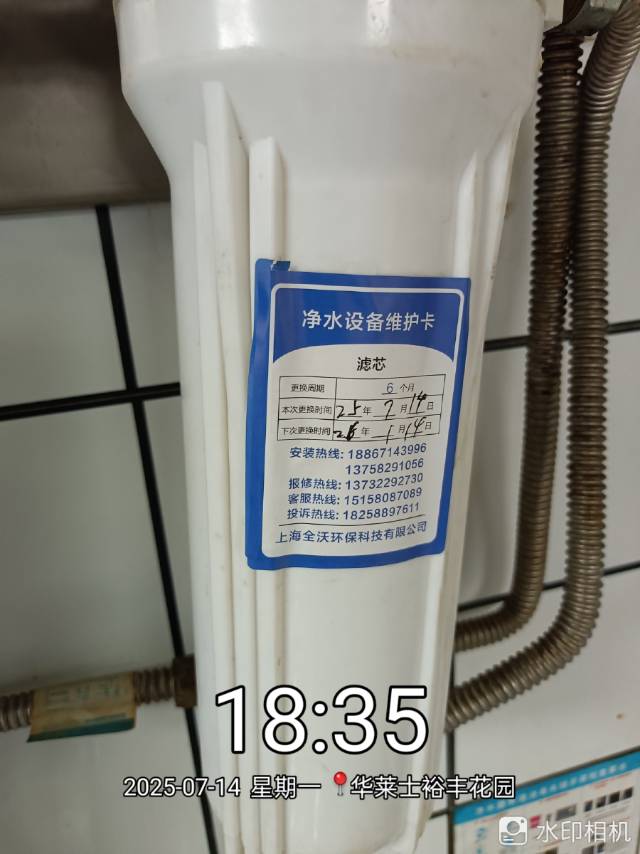 净水设备维护卡
滤芯
更换周期 6 个月
本次更换时间 25 年 7 月 14 日
下次更换时间 26 年 1 月 14 日
安装热线: 18867143996
13758291056
报修热线: 13732292730
客服热线: 15158087089
投诉热线: 18258897611
上海全沃环保科技有限公司
18:35
2025-07-14 星期一 华莱士裕丰花园
水印相机